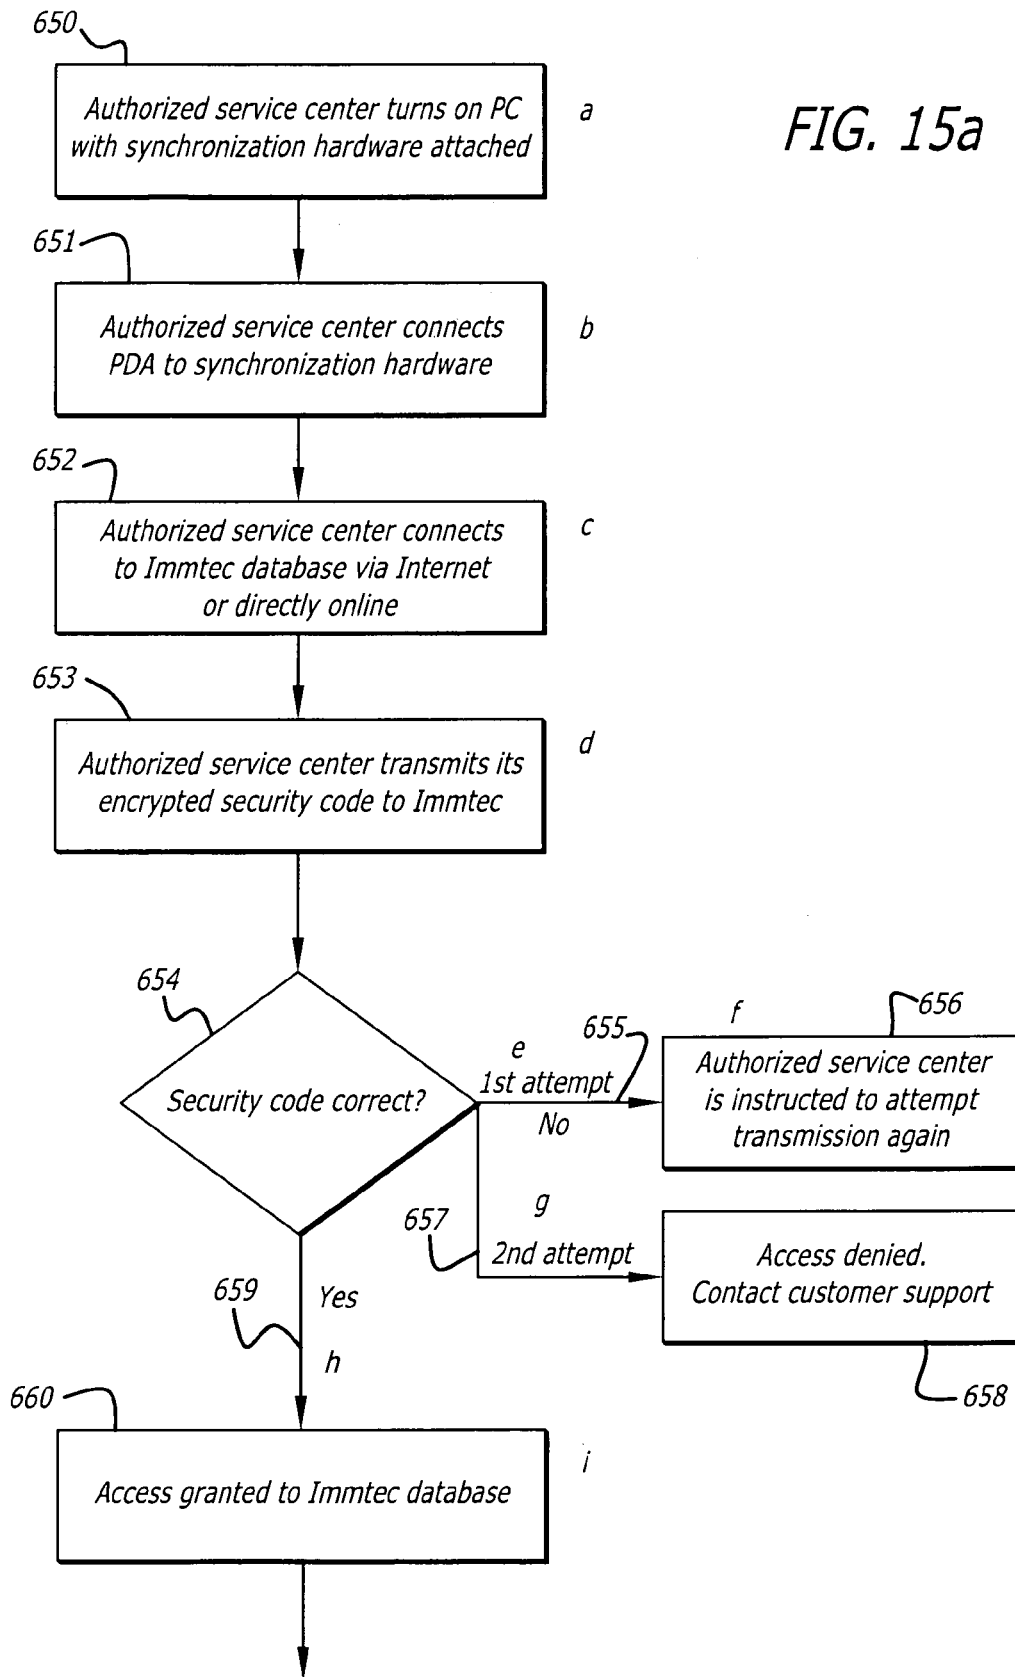 650
Authorized service center turns on PC
with synchronization hardware attached
a
FIG. 15a
651
Authorized service center connects
PDA to synchronization hardware
b
652
Authorized service center connects
to Immtec database via Internet
or directly online
c
653
Authorized service center transmits its
encrypted security code to Immtec
d
654
Security code correct?
e
1st attempt
No
655
f
656
Authorized service center
is instructed to attempt
transmission again
657
g
2nd attempt
Access denied.
Contact customer support
658
659
Yes
h
660
Access granted to Immtec database
i